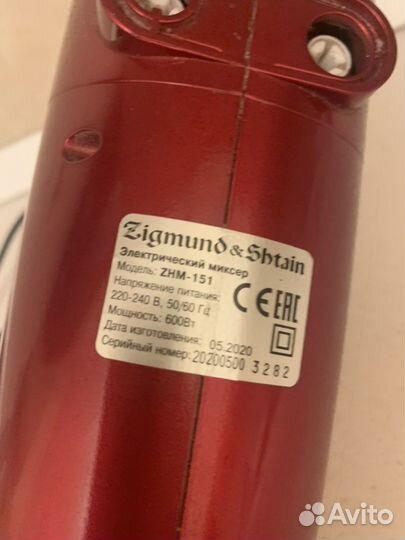 Zigmund & Shtain
Электрический миксер
Модель: ZHM-151
Напряжение питания:
220-240 В, 50/60 Гц
Мощность: 600Вт
Дата изготовления: 05.2020
Серийный номер: 20200500 3282
CE EAC
Avito